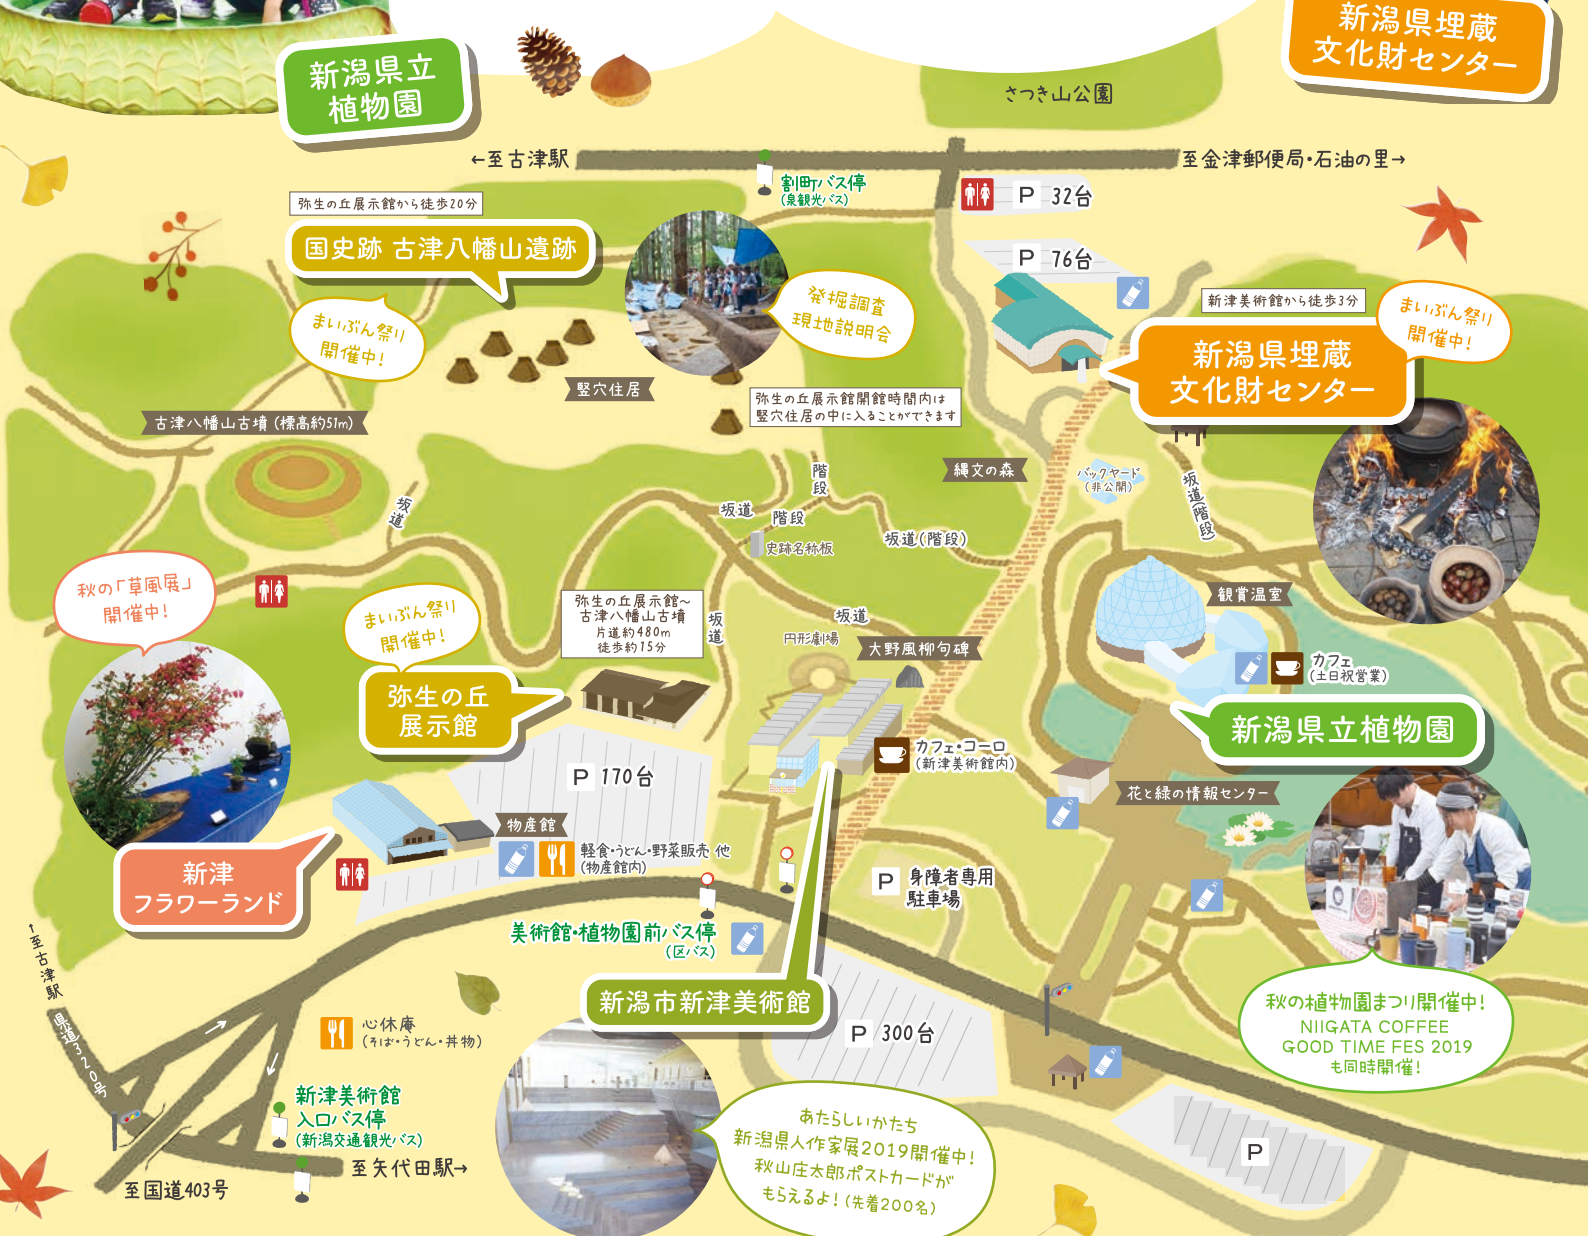 新潟県立
植物園
新潟県埋蔵
文化財センター
さつき山公園
←至古津駅
至金津郵便局・石油の里→
割町バス停
(泉観光バス)
P 32台
P 76台
弥生の丘展示館から徒歩20分
国史跡 古津八幡山遺跡
まいぶん祭り
開催中!
発掘調査
現地説明会
新津美術館から徒歩3分
まいぶん祭り
開催中!
新潟県埋蔵
文化財センター
竪穴住居
弥生の丘展示館開館時間内は
竪穴住居の中に入ることができます
古津八幡山古墳(標高約51m)
縄文の森
バックヤード
(非公開)
坂道(階段)
階段
坂道
階段
坂道(階段)
史跡名称板
坂道
秋の「草風展」
開催中!
まいぶん祭り
開催中!
弥生の丘展示館~
古津八幡山古墳
片道約480m
徒歩約15分
坂道
坂道
円形劇場
大野風柳句碑
観賞温室
カフェ
(土日祝営業)
弥生の丘
展示館
新潟県立植物園
カフェ・コーロ
(新津美術館内)
P 170台
花と緑の情報センター
物産館
軽食・うどん・野菜販売 他
(物産館内)
新津
フラワーランド
P 身障者専用
駐車場
美術館・植物園前バス停
(区バス)
新潟市新津美術館
↑至古津駅
県道320号
心休庵
(そば・うどん・丼物)
P 300台
秋の植物園まつり開催中!
NIIGATA COFFEE
GOOD TIME FES 2019
も同時開催!
新津美術館
入口バス停
(新潟交通観光バス)
至矢代田駅→
至国道403号
あたらしいかたち
新潟県人作家展2019開催中!
秋山庄太郎ポストカードが
もらえるよ!(先着200名)
P